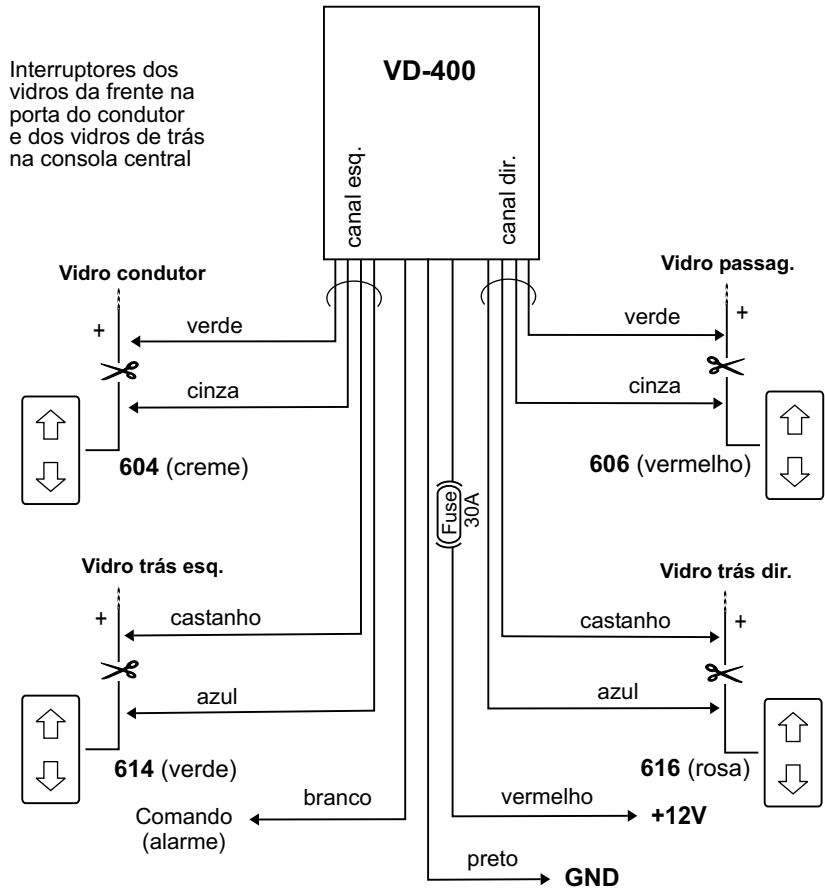 VD-400
Interruptores dos
vidros da frente na
porta do condutor
e dos vidros de trás
na consola central
canal esq.
canal dir.
Vidro condutor
+
verde
cinza
604 (creme)
Vidro passag.
+
verde
cinza
606 (vermelho)
Fuse
30A
Vidro trás esq.
+
castanho
azul
614 (verde)
Vidro trás dir.
+
castanho
azul
616 (rosa)
Comando
(alarme)
branco
vermelho
+12V
preto
GND